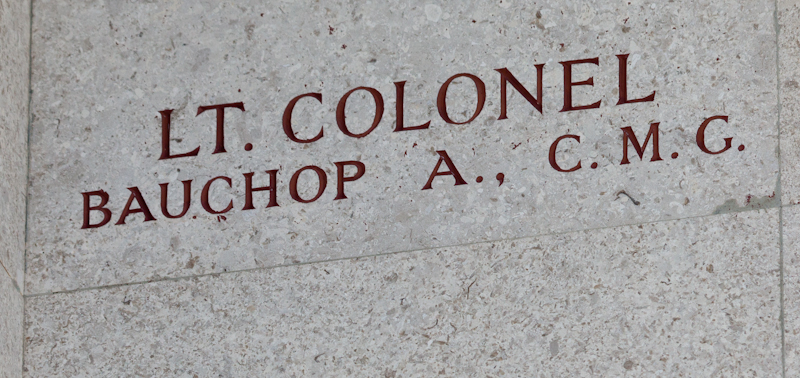 LT. COLONEL
BAUCHOP A., C. M. G.